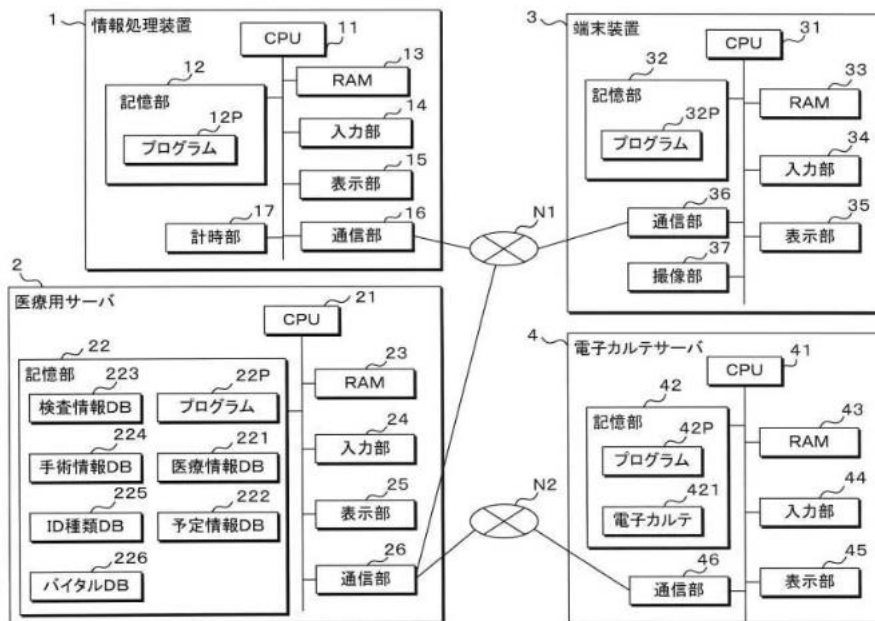 1
情報処理装置
CPU
11
12
記憶部
12P
プログラム
13
RAM
14
入力部
15
表示部
17
計時部
16
通信部
N1
3
端末装置
CPU
31
32
記憶部
32P
プログラム
33
RAM
34
入力部
36
通信部
35
表示部
37
撮像部
2
医療用サーバ
21
CPU
22
記憶部
223
検査情報DB
22P
プログラム
224
手術情報DB
221
医療情報DB
225
ID種類DB
222
予定情報DB
226
バイタルDB
23
RAM
24
入力部
25
表示部
26
通信部
N2
4
電子カルテサーバ
CPU
41
42
記憶部
42P
プログラム
421
電子カルテ
43
RAM
44
入力部
46
通信部
45
表示部